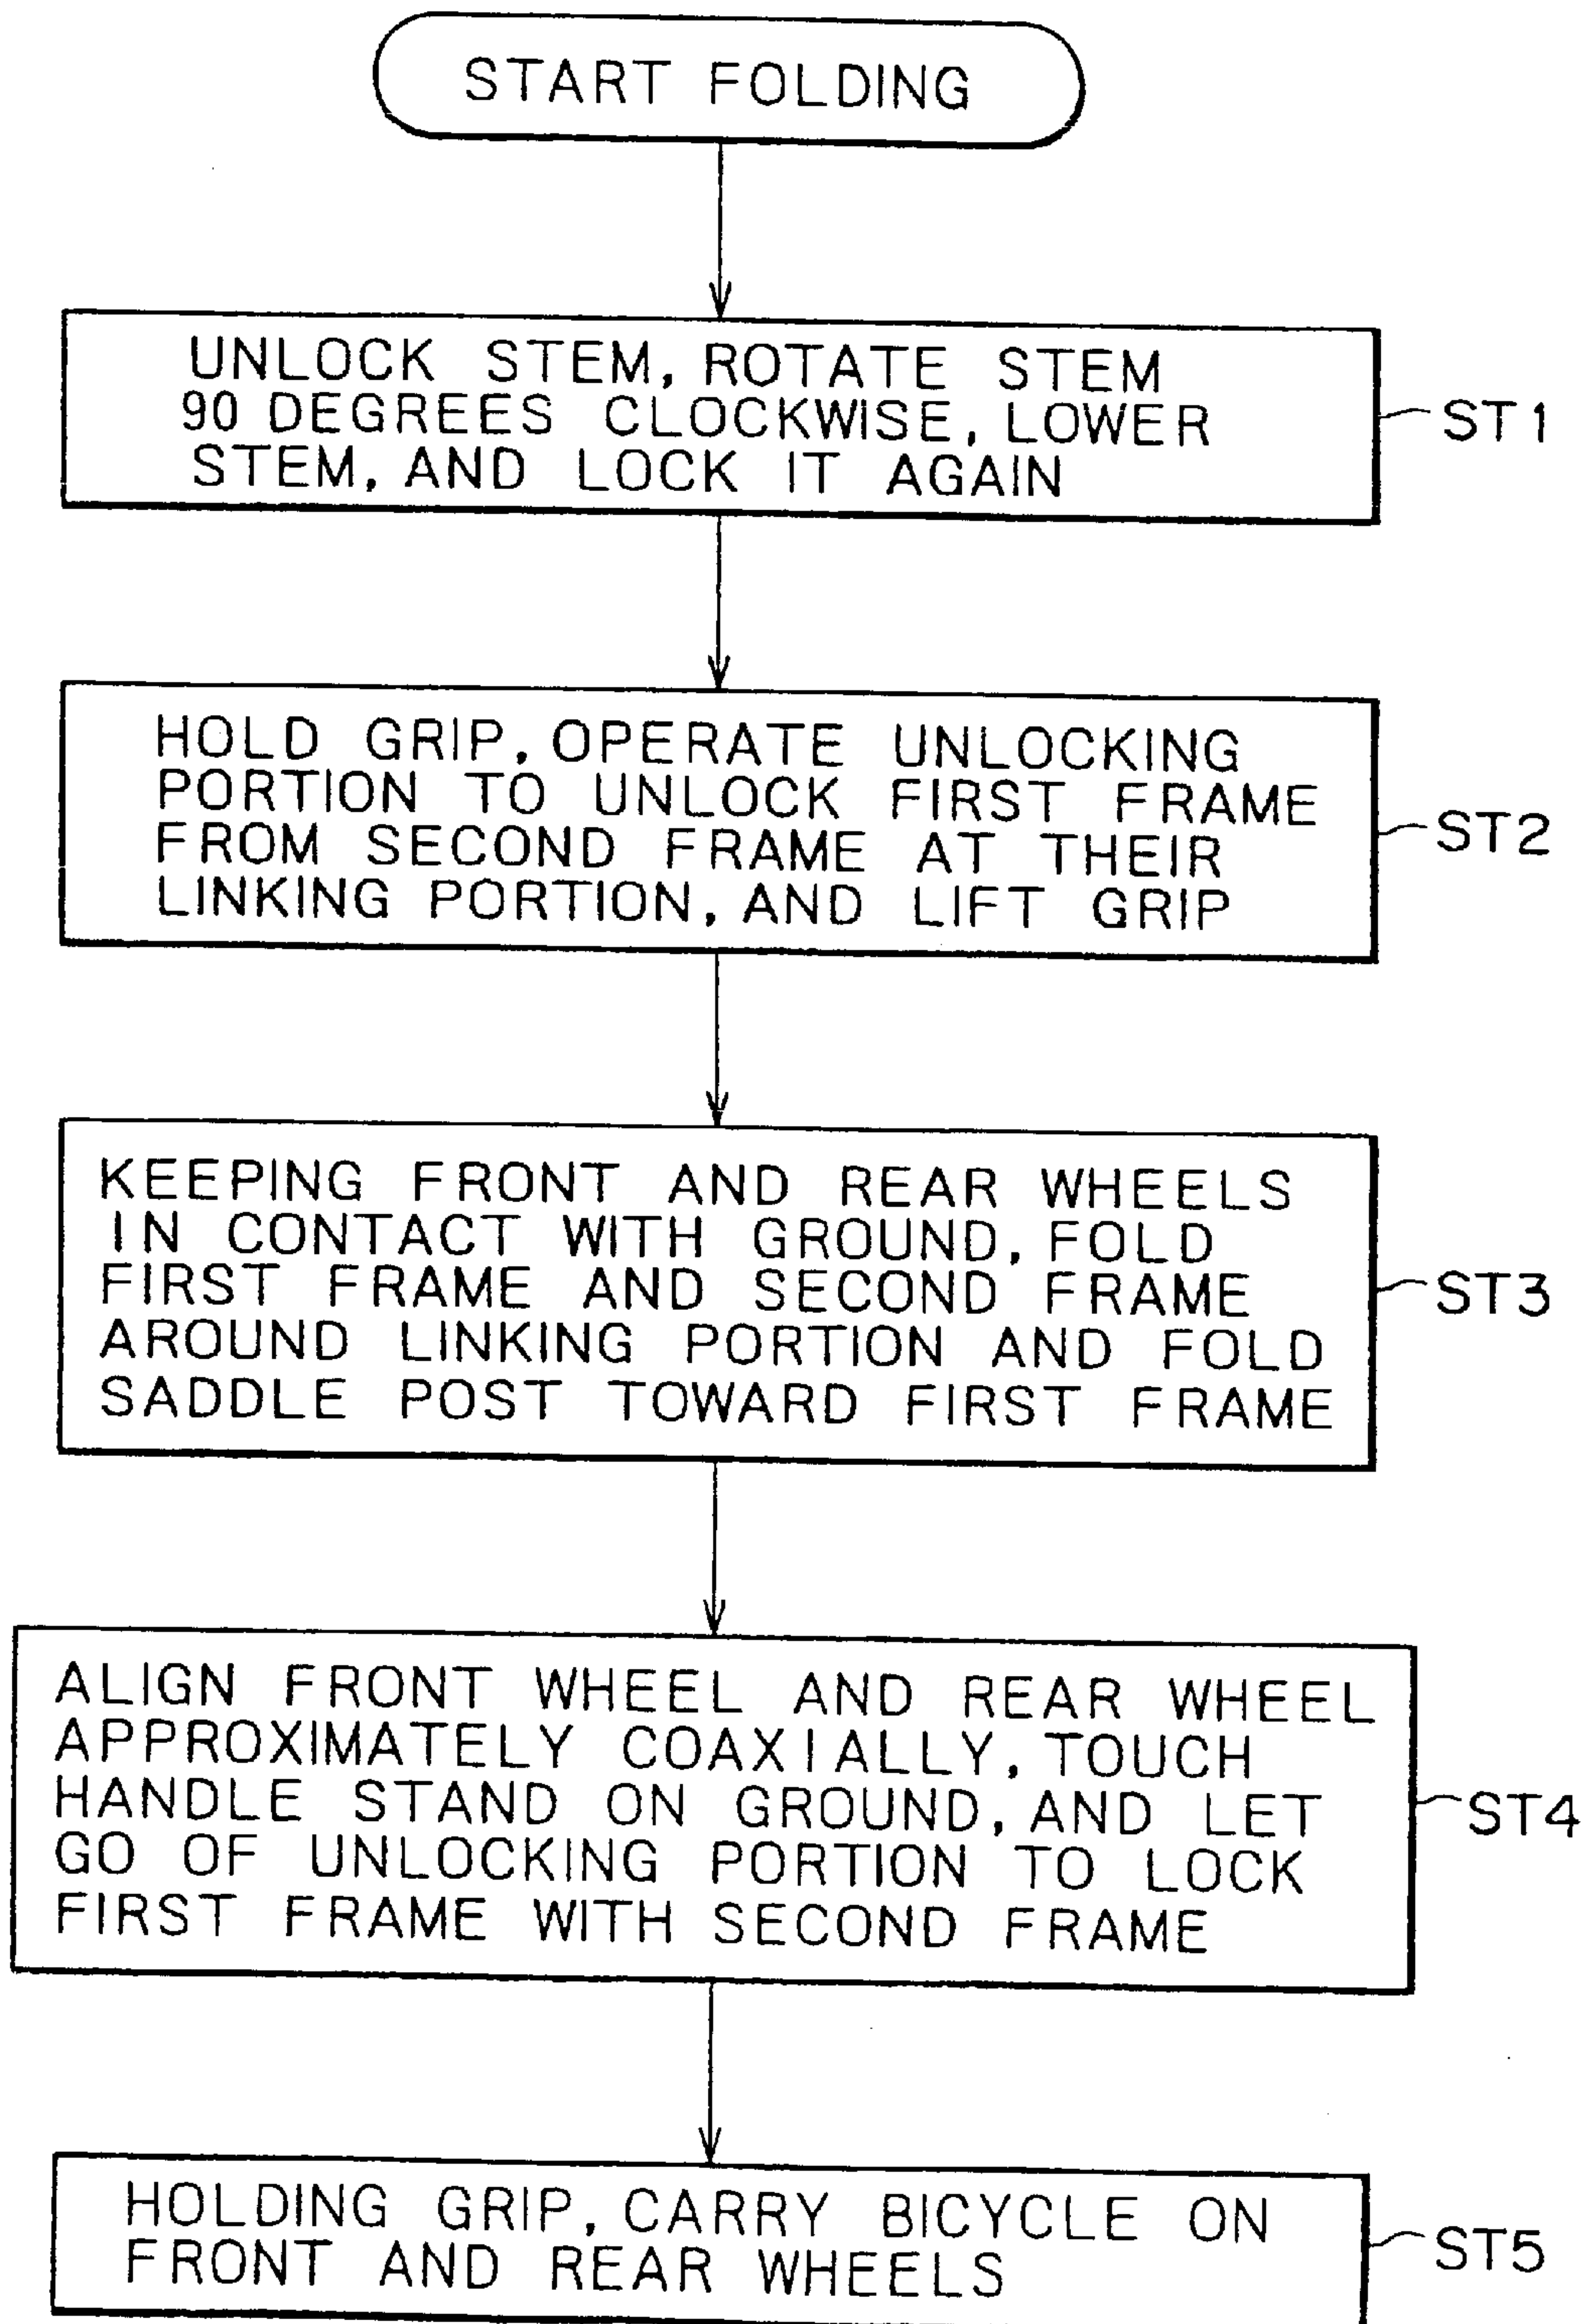 START FOLDING
UNLOCK STEM, ROTATE STEM
90 DEGREES CLOCKWISE, LOWER
STEM, AND LOCK IT AGAIN
ST1
HOLD GRIP, OPERATE UNLOCKING
PORTION TO UNLOCK FIRST FRAME
FROM SECOND FRAME AT THEIR
LINKING PORTION, AND LIFT GRIP
ST2
KEEPING FRONT AND REAR WHEELS
IN CONTACT WITH GROUND, FOLD
FIRST FRAME AND SECOND FRAME
AROUND LINKING PORTION AND FOLD
SADDLE POST TOWARD FIRST FRAME
ST3
ALIGN FRONT WHEEL AND REAR WHEEL
APPROXIMATELY COAXIALLY, TOUCH
HANDLE STAND ON GROUND, AND LET
GO OF UNLOCKING PORTION TO LOCK
FIRST FRAME WITH SECOND FRAME
ST4
HOLDING GRIP, CARRY BICYCLE ON
FRONT AND REAR WHEELS
ST5